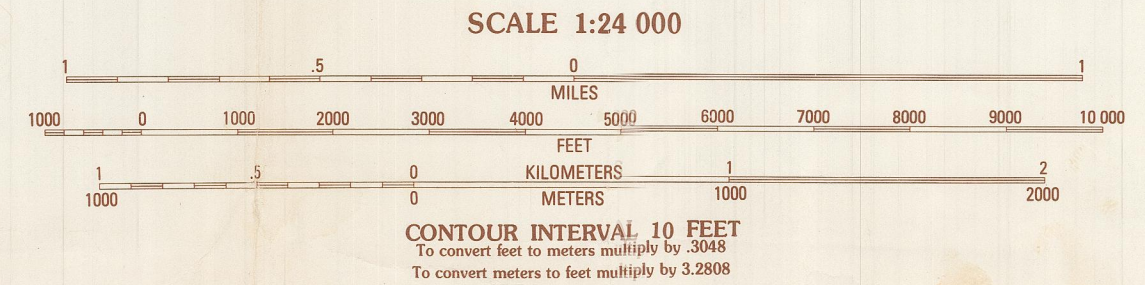 SCALE 1:24 000
1 .5 0 1
MILES
1000 0 1000 2000 3000 4000 5000 6000 7000 8000 9000 10 000
FEET
1 .5 0 KILOMETERS 1 2
1000 0 METERS 1000 2000
CONTOUR INTERVAL 10 FEET
To convert feet to meters multiply by .3048
To convert meters to feet multiply by 3.2808